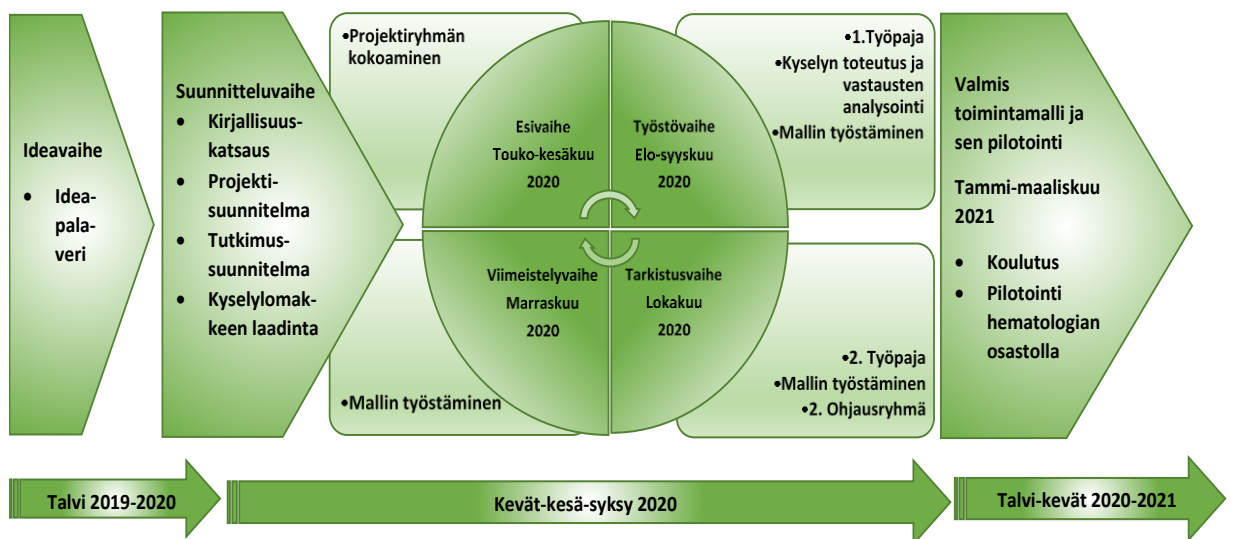 Ideavaihe
• Idea-
pala-
veri
Suunnitteluvaihe
• Kirjallisuus-
katsaus
• Projekti-
suunnitelma
• Tutkimus-
suunnitelma
• Kyselylomak-
keen laadinta
•Projektiryhmän
kokoaminen
Esivaihe
Touko-kesäkuu
2020
Työstövaihe
Elo-syyskuu
2020
•1.Työpaja
•Kyselyn toteutus ja
vastausten
analysointi
•Mallin työstäminen
•Mallin työstäminen
Viimeistelyvaihe
Marraskuu
2020
Tarkistusvaihe
Lokakuu
2020
•2. Työpaja
•Mallin työstäminen
•2. Ohjausryhmä
Valmis
toimintamalli ja
sen pilotointi
Tammi-maaliskuu
2021
• Koulutus
• Pilotointi
hematologian
osastolla
Talvi 2019-2020
Kevät-kesä-syksy 2020
Talvi-kevät 2020-2021